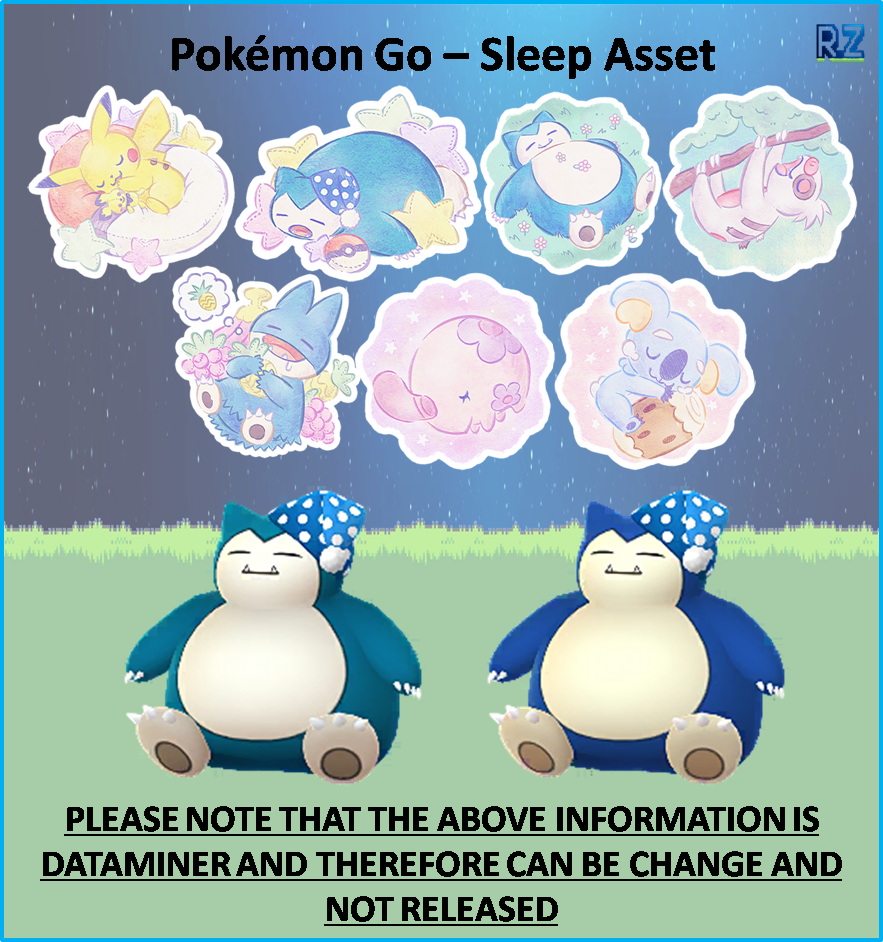 Pokémon Go – Sleep Asset
RZ
PLEASE NOTE THAT THE ABOVE INFORMATION IS
DATAMINER AND THEREFORE CAN BE CHANGE AND
NOT RELEASED